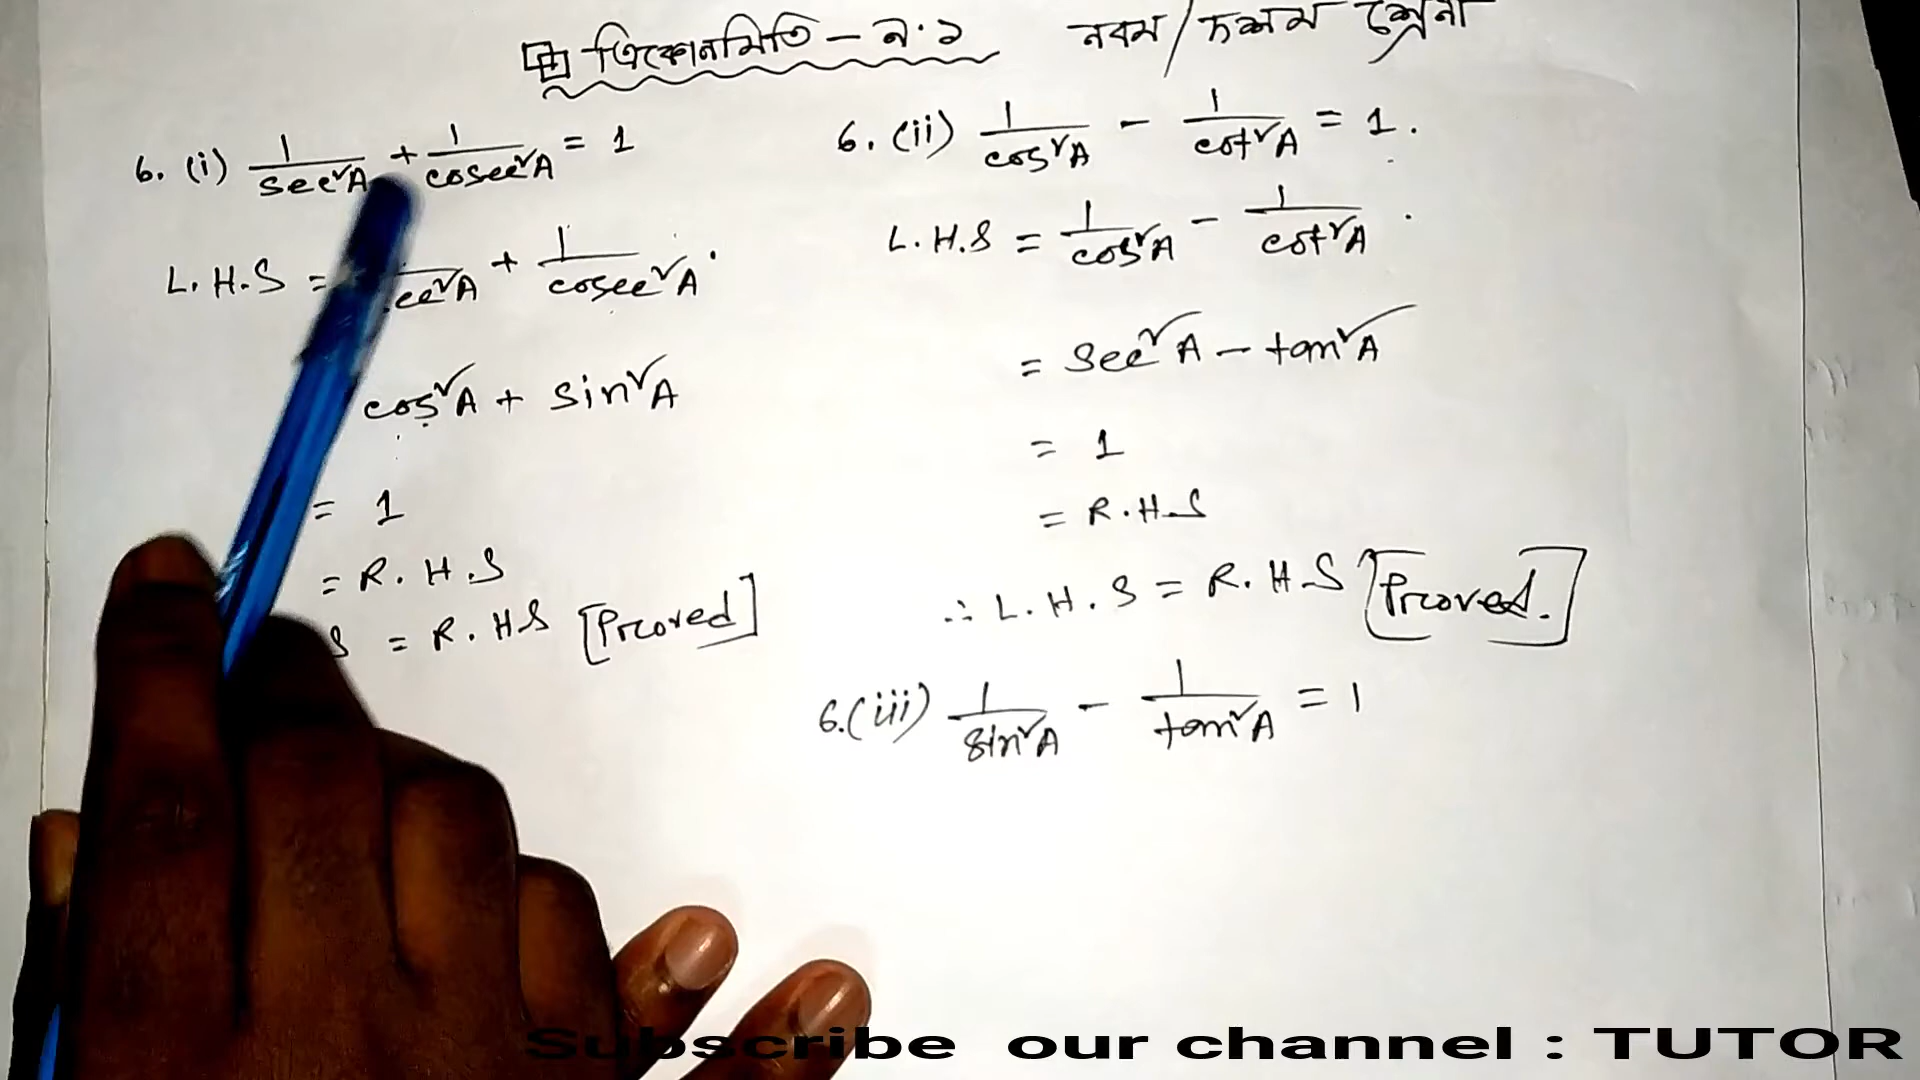 ত্রিকোনমিতি – ৯.১ নবম/দশম শ্রেনী
6. (i) 1/sec²A + 1/cosec²A = 1
L.H.S = /sec²A + 1/cosec²A.
cos²A + sin²A
= 1
= R.H.S
S = R.H.S [Proved]
6. (ii) 1/cos²A - 1/cot²A = 1.
L.H.S = 1/cos²A - 1/cot²A.
= sec²A - tan²A
= 1
= R.H.S
∴ L.H.S = R.H.S [Proved.]
6.(iii) 1/sin²A - 1/tan²A = 1
Subscribe our channel : TUTOR